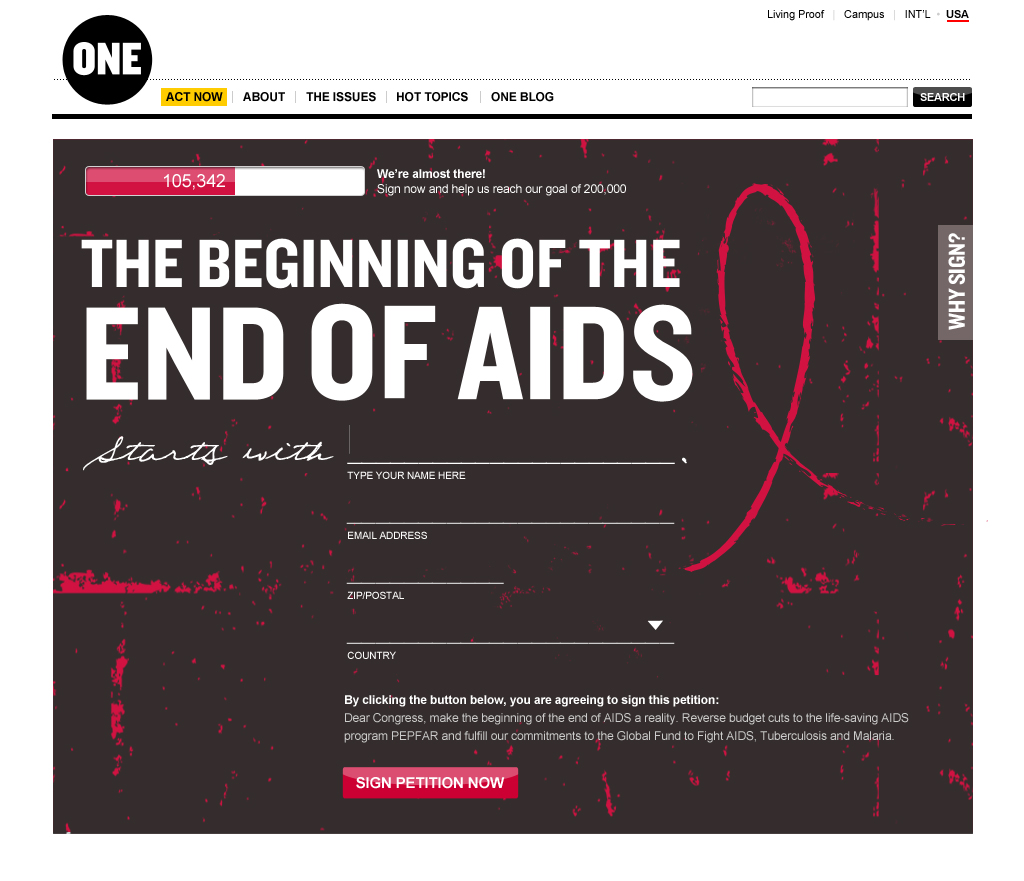 Living Proof | Campus | INT'L • USA
ONE
ACT NOW | ABOUT | THE ISSUES | HOT TOPICS | ONE BLOG
SEARCH
105,342
We're almost there!
Sign now and help us reach our goal of 200,000
THE BEGINNING OF THE
END OF AIDS
WHY SIGN?
Starts with ,
TYPE YOUR NAME HERE
EMAIL ADDRESS
ZIP/POSTAL
COUNTRY
By clicking the button below, you are agreeing to sign this petition:
Dear Congress, make the beginning of the end of AIDS a reality. Reverse budget cuts to the life-saving AIDS
program PEPFAR and fulfill our commitments to the Global Fund to Fight AIDS, Tuberculosis and Malaria.
SIGN PETITION NOW